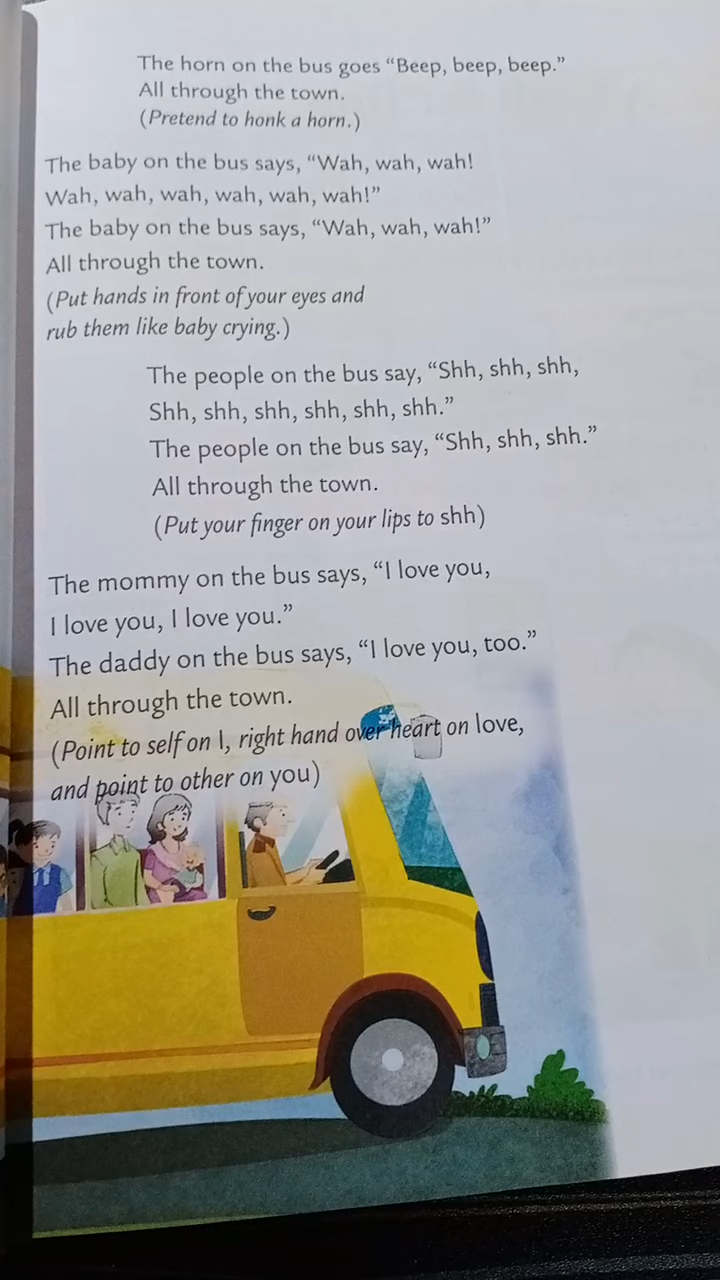 The horn on the bus goes “Beep, beep, beep.”
All through the town.
(Pretend to honk a horn.)
The baby on the bus says, “Wah, wah, wah!
Wah, wah, wah, wah, wah, wah!”
The baby on the bus says, “Wah, wah, wah!”
All through the town.
(Put hands in front of your eyes and
rub them like baby crying.)
The people on the bus say, “Shh, shh, shh,
Shh, shh, shh, shh, shh, shh.”
The people on the bus say, “Shh, shh, shh.”
All through the town.
(Put your finger on your lips to shh)
The mommy on the bus says, “I love you,
I love you, I love you.”
The daddy on the bus says, “I love you, too.”
All through the town.
(Point to self on I, right hand over heart on love,
and point to other on you)